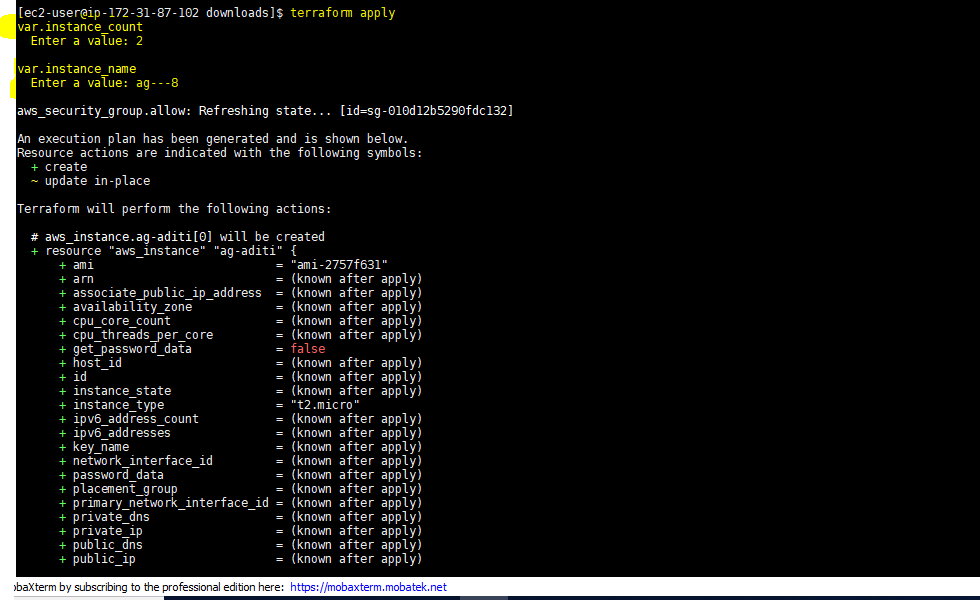 [ec2-user@ip-172-31-87-102 downloads]$ terraform apply
var.instance_count
  Enter a value: 2

var.instance_name
  Enter a value: ag---8

aws_security_group.allow: Refreshing state... [id=sg-010d12b5290fdc132]

An execution plan has been generated and is shown below.
Resource actions are indicated with the following symbols:
  + create
  ~ update in-place

Terraform will perform the following actions:

  # aws_instance.ag-aditi[0] will be created
  + resource "aws_instance" "ag-aditi" {
      + ami                          = "ami-2757f631"
      + arn                          = (known after apply)
      + associate_public_ip_address  = (known after apply)
      + availability_zone            = (known after apply)
      + cpu_core_count               = (known after apply)
      + cpu_threads_per_core         = (known after apply)
      + get_password_data            = false
      + host_id                      = (known after apply)
      + id                           = (known after apply)
      + instance_state               = (known after apply)
      + instance_type                = "t2.micro"
      + ipv6_address_count           = (known after apply)
      + ipv6_addresses               = (known after apply)
      + key_name                     = (known after apply)
      + network_interface_id         = (known after apply)
      + password_data                = (known after apply)
      + placement_group              = (known after apply)
      + primary_network_interface_id = (known after apply)
      + private_dns                  = (known after apply)
      + private_ip                   = (known after apply)
      + public_dns                   = (known after apply)
      + public_ip                    = (known after apply)
obaXterm by subscribing to the professional edition here: https://mobaxterm.mobatek.net